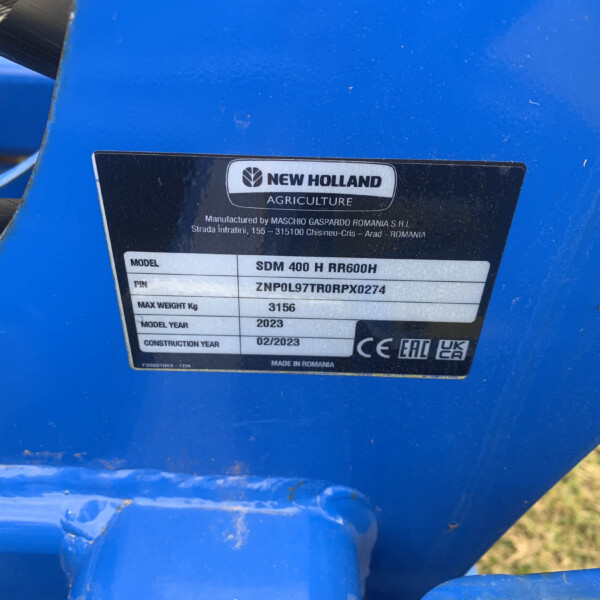 NEW HOLLAND
AGRICULTURE
Manufactured by MASCHIO GASPARDO ROMANIA S.R.L.
Strada Înfratirii, 155 – 315100 Chisineu-Cris – Arad - ROMANIA
MODEL SDM 400 H RR600H
PIN ZNP0L97TR0RPX0274
MAX WEIGHT Kg 3156
MODEL YEAR 2023
CONSTRUCTION YEAR 02/2023
CE EAC UK CA
MADE IN ROMANIA